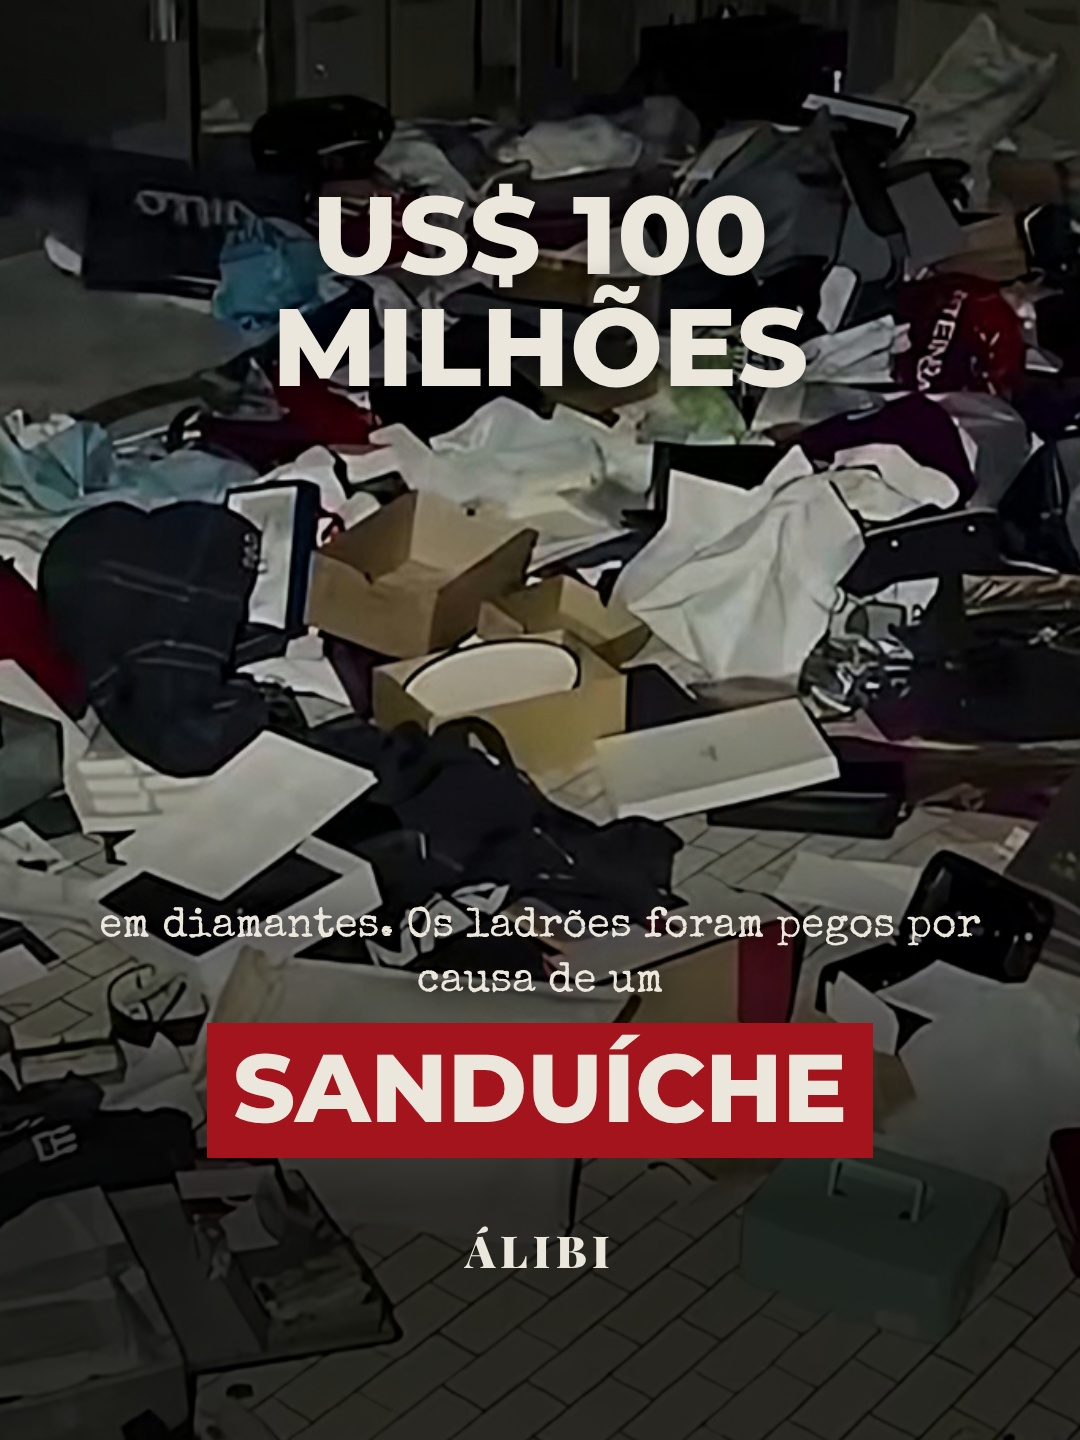 US$ 100
MILHÕES
em diamantes. Os ladrões foram pegos por
causa de um
SANDUÍCHE
ÁLIBI